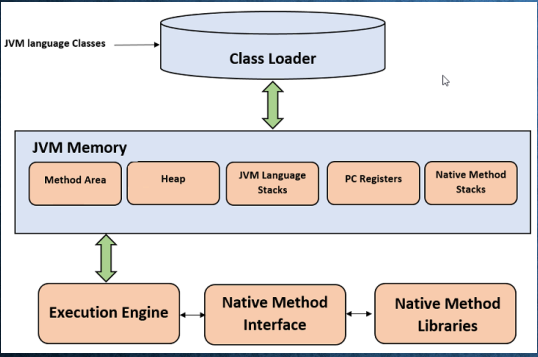 JVM language Classes
Class Loader
JVM Memory
Method Area
Heap
JVM Language
Stacks
PC Registers
Native Method
Stacks
Execution Engine
Native Method
Interface
Native Method
Libraries